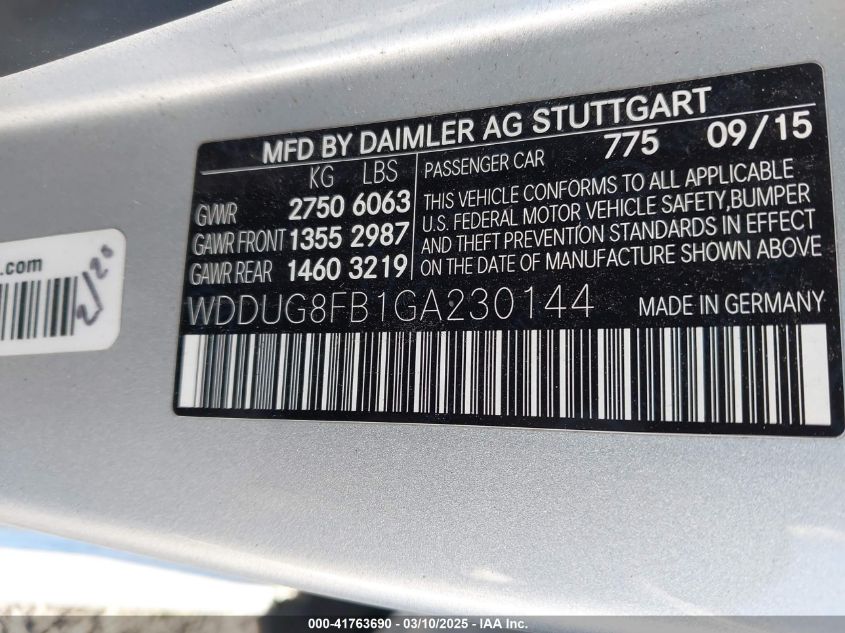 MFD BY DAIMLER AG STUTTGART
KG LBS
GVWR 2750 6063
GAWR FRONT 1355 2987
GAWR REAR 1460 3219
PASSENGER CAR 775 09/15
THIS VEHICLE CONFORMS TO ALL APPLICABLE
U.S. FEDERAL MOTOR VEHICLE SAFETY,BUMPER
AND THEFT PREVENTION STANDARDS IN EFFECT
ON THE DATE OF MANUFACTURE SHOWN ABOVE
WDDUG8FB1GA230144 MADE IN GERMANY
.com
000-41763690 - 03/10/2025 - IAA Inc.